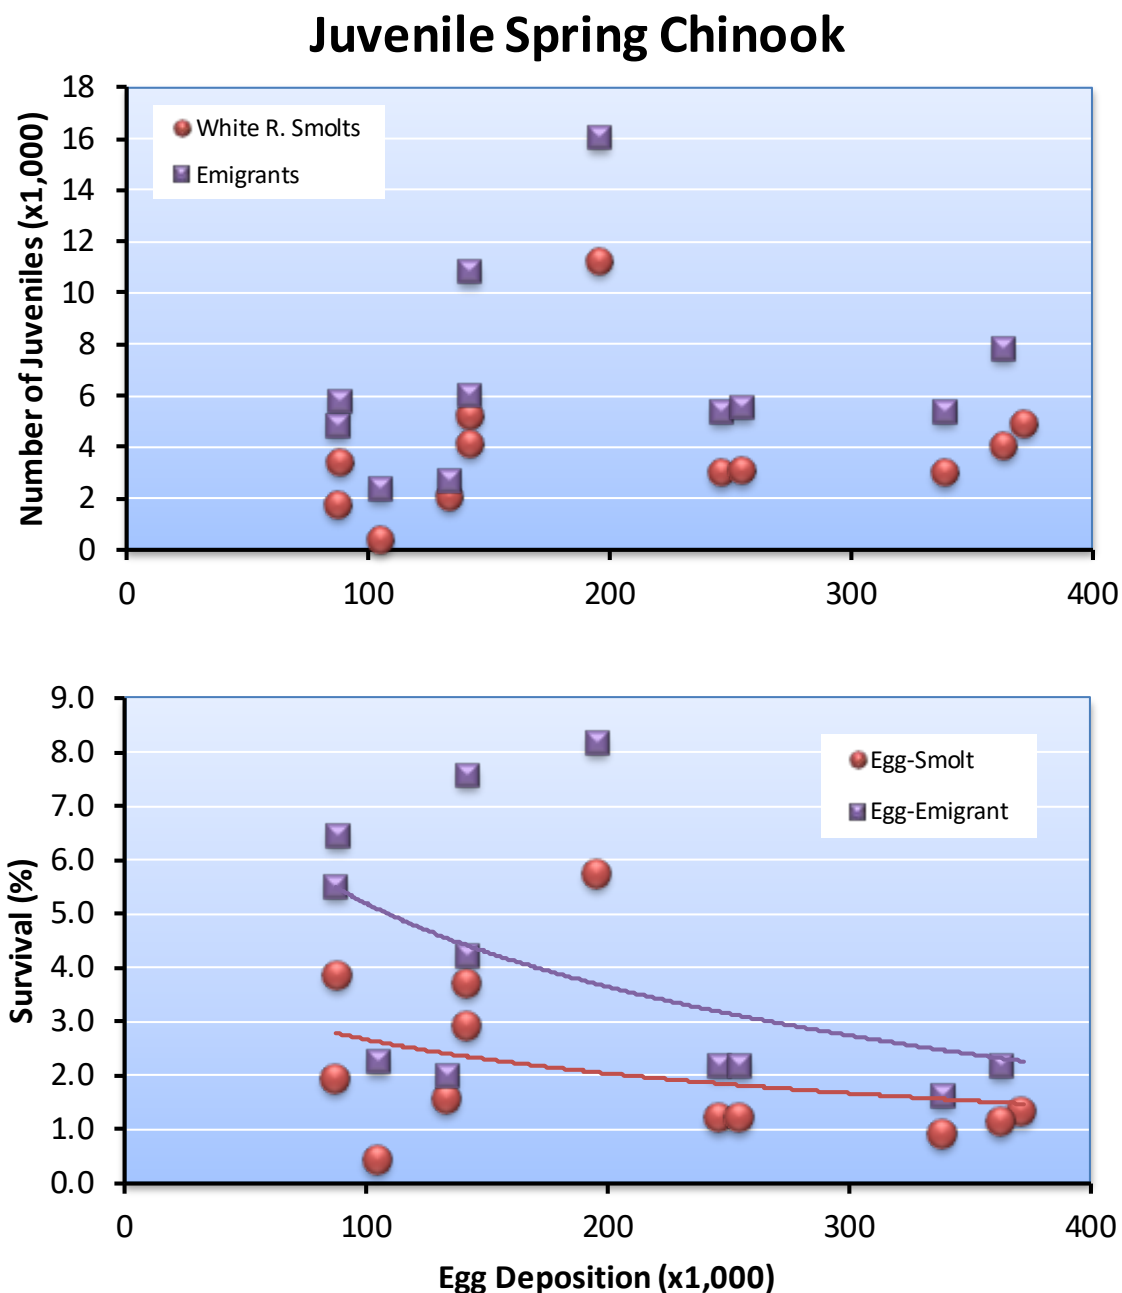 Juvenile Spring Chinook
Number of Juveniles (x1,000)
18
16
14
12
10
8
6
4
2
0
White R. Smolts
Emigrants
0 100 200 300 400
Survival (%)
9.0
8.0
7.0
6.0
5.0
4.0
3.0
2.0
1.0
0.0
Egg-Smolt
Egg-Emigrant
0 100 200 300 400
Egg Deposition (x1,000)